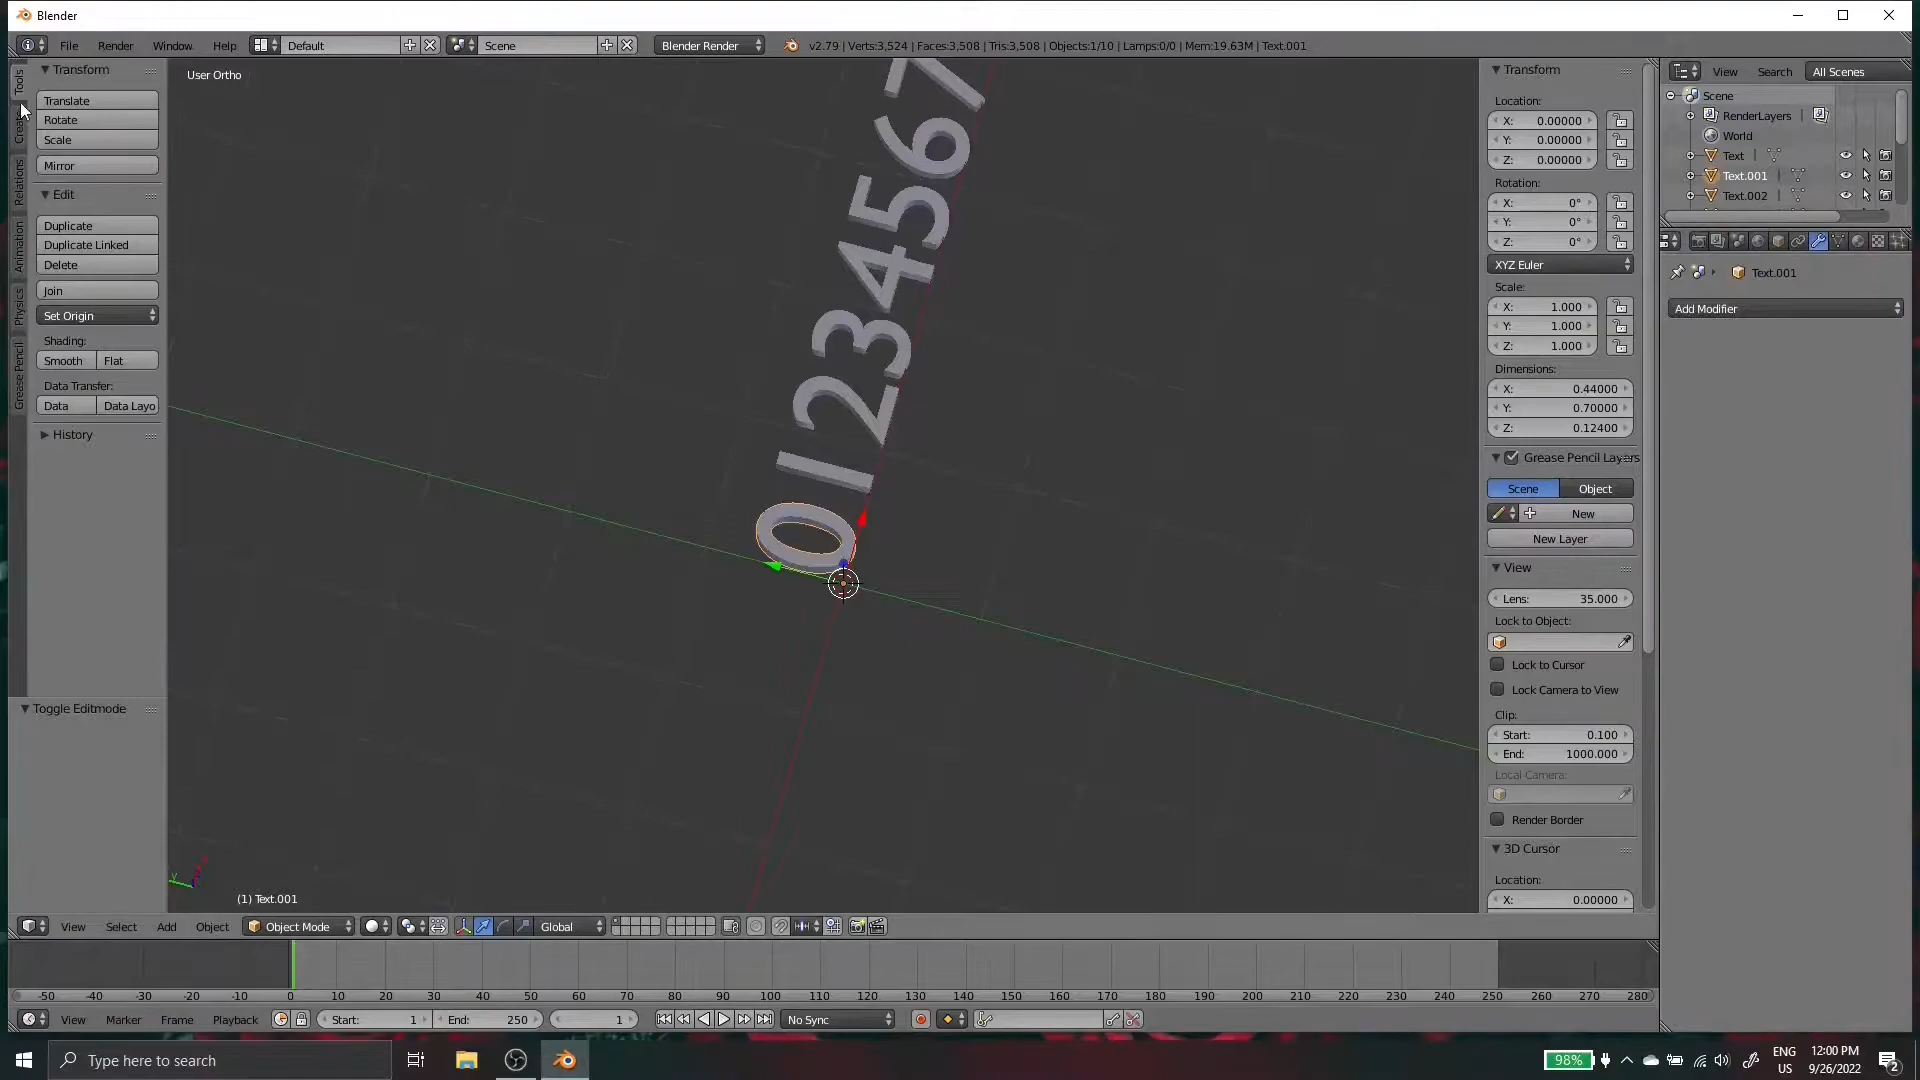 Blender
File Render Window Help Default Scene Blender Render v2.79 | Verts:3,524 | Faces:3,508 | Tris:3,508 | Objects:1/10 | Lamps:0/0 | Mem:19.63M | Text.001
Tools
Create
Relations
Animation
Physics
Grease Pencil
Transform
Translate
Rotate
Scale
Mirror
Edit
Duplicate
Duplicate Linked
Delete
Join
Set Origin
Shading:
Smooth Flat
Data Transfer:
Data Data Layo
History
Toggle Editmode
User Ortho
01234567
y
(1) Text.001
Transform
Location:
X: 0.00000
Y: 0.00000
Z: 0.00000
Rotation:
X: 0°
Y: 0°
Z: 0°
XYZ Euler
Scale:
X: 1.000
Y: 1.000
Z: 1.000
Dimensions:
X: 0.44000
Y: 0.70000
Z: 0.12400
Grease Pencil Layers
Scene Object
New
New Layer
View
Lens: 35.000
Lock to Object:
Lock to Cursor
Lock Camera to View
Clip:
Start: 0.100
End: 1000.000
Local Camera:
Render Border
3D Cursor
Location:
X: 0.00000
View Search All Scenes
Scene
RenderLayers
World
Text
Text.001
Text.002
Text.001
Add Modifier
View Select Add Object Object Mode Global
-50 -40 -30 -20 -10 0 10 20 30 40 50 60 70 80 90 100 110 120 130 140 150 160 170 180 190 200 210 220 230 240 250 260 270 280
View Marker Frame Playback Start: 1 End: 250 1 No Sync
Type here to search
98%
ENG
US
12:00 PM
9/26/2022
2